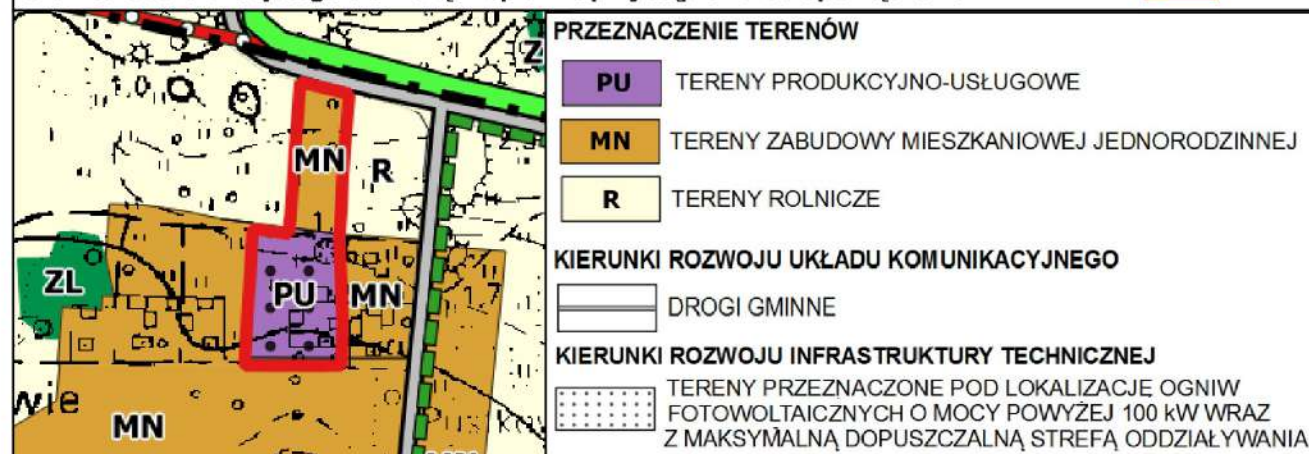 PRZEZNACZENIE TERENÓW
PU TERENY PRODUKCYJNO-USŁUGOWE
MN TERENY ZABUDOWY MIESZKANIOWEJ JEDNORODZINNEJ
R TERENY ROLNICZE
KIERUNKI ROZWOJU UKŁADU KOMUNIKACYJNEGO
DROGI GMINNE
KIERUNKI ROZWOJU INFRASTRUKTURY TECHNICZNEJ
TERENY PRZEZNACZONE POD LOKALIZACJĘ OGNIW
FOTOWOLTAICZNYCH O MOCY POWYŻEJ 100 kW WRAZ
Z MAKSYMALNĄ DOPUSZCZALNĄ STREFĄ ODDZIAŁYWANIA
MN
R
ZL
PU
MN
wie
MN